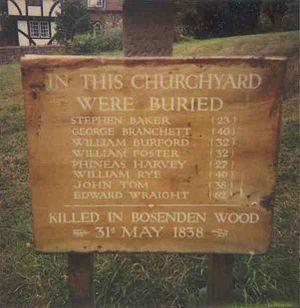 IN THIS CHURCHYARD
WERE BURIED
STEPHEN BAKER (23)
GEORGE BRANCHETT (40)
WILLIAM BURFORD (32)
WILLIAM FOSTER (32)
PHINEAS HARVEY (27)
WILLIAM RYE (40)
JOHN TOM (38)
EDWARD WRAIGHT (62)
KILLED IN BOSENDEN WOOD
31st MAY 1838